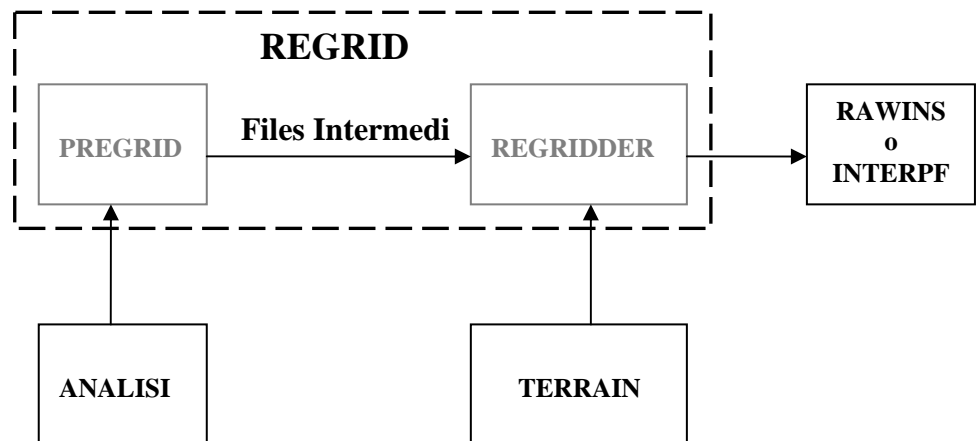 REGRID
PREGRID
Files Intermedi
REGRIDDER
RAWINS
o
INTERPF
ANALISI
TERRAIN